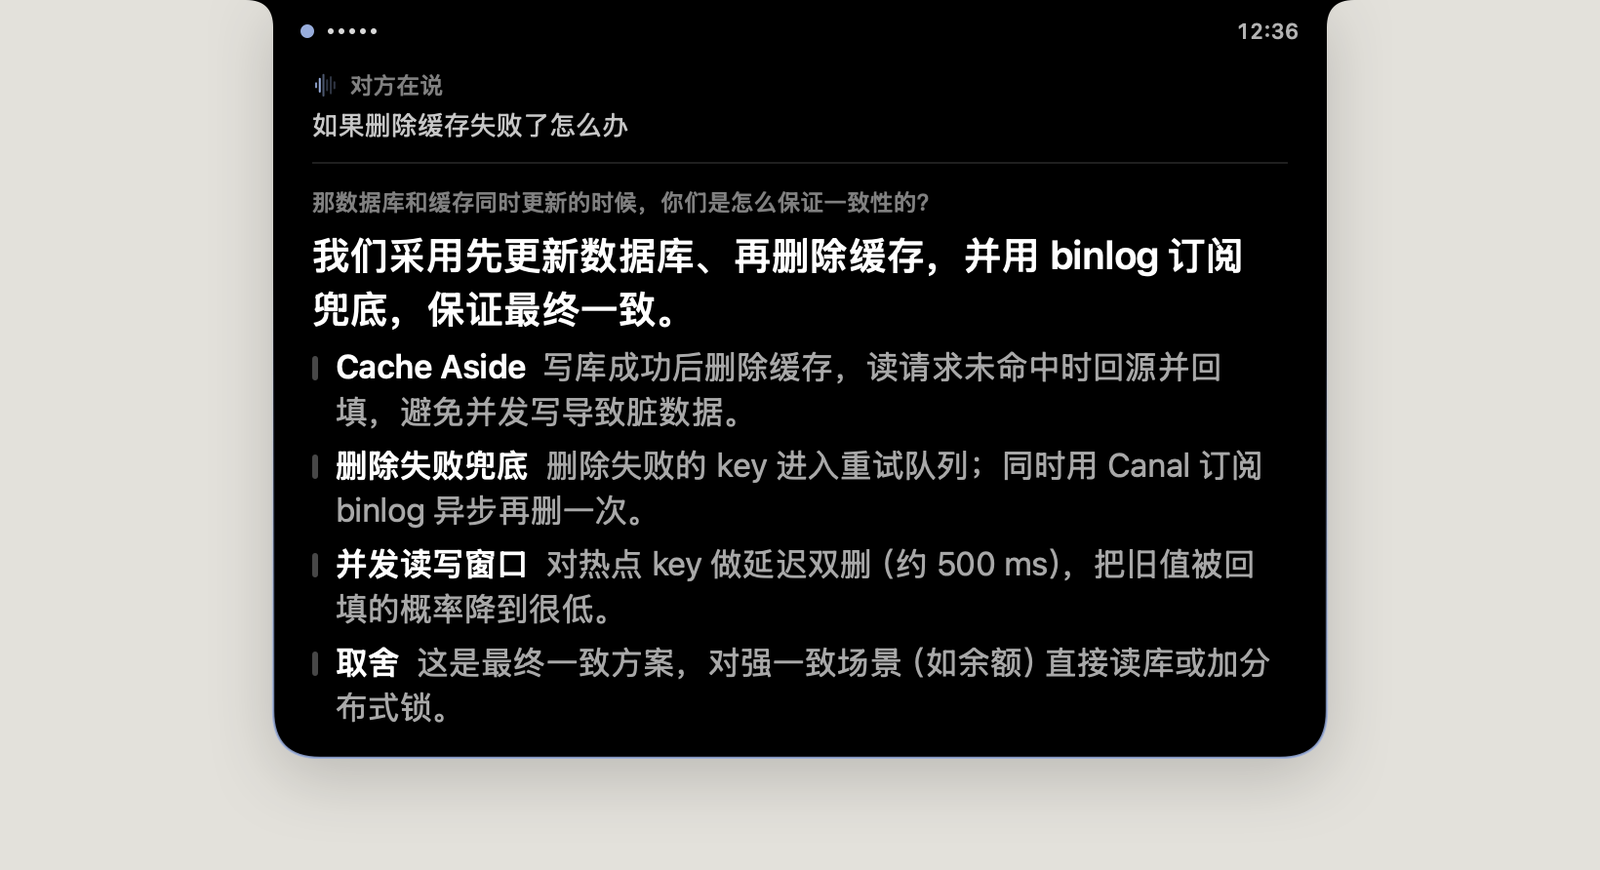 •••••
12:36
对方在说
如果删除缓存失败了怎么办
那数据库和缓存同时更新的时候，你们是怎么保证一致性的？
我们采用先更新数据库、再删除缓存，并用 binlog 订阅
兜底，保证最终一致。
Cache Aside 写库成功后删除缓存，读请求未命中时回源并回
填，避免并发写导致脏数据。
删除失败兜底 删除失败的 key 进入重试队列；同时用 Canal 订阅
binlog 异步再删一次。
并发读写窗口 对热点 key 做延迟双删（约 500 ms），把旧值被回
填的概率降到很低。
取舍 这是最终一致方案，对强一致场景（如余额）直接读库或加分
布式锁。